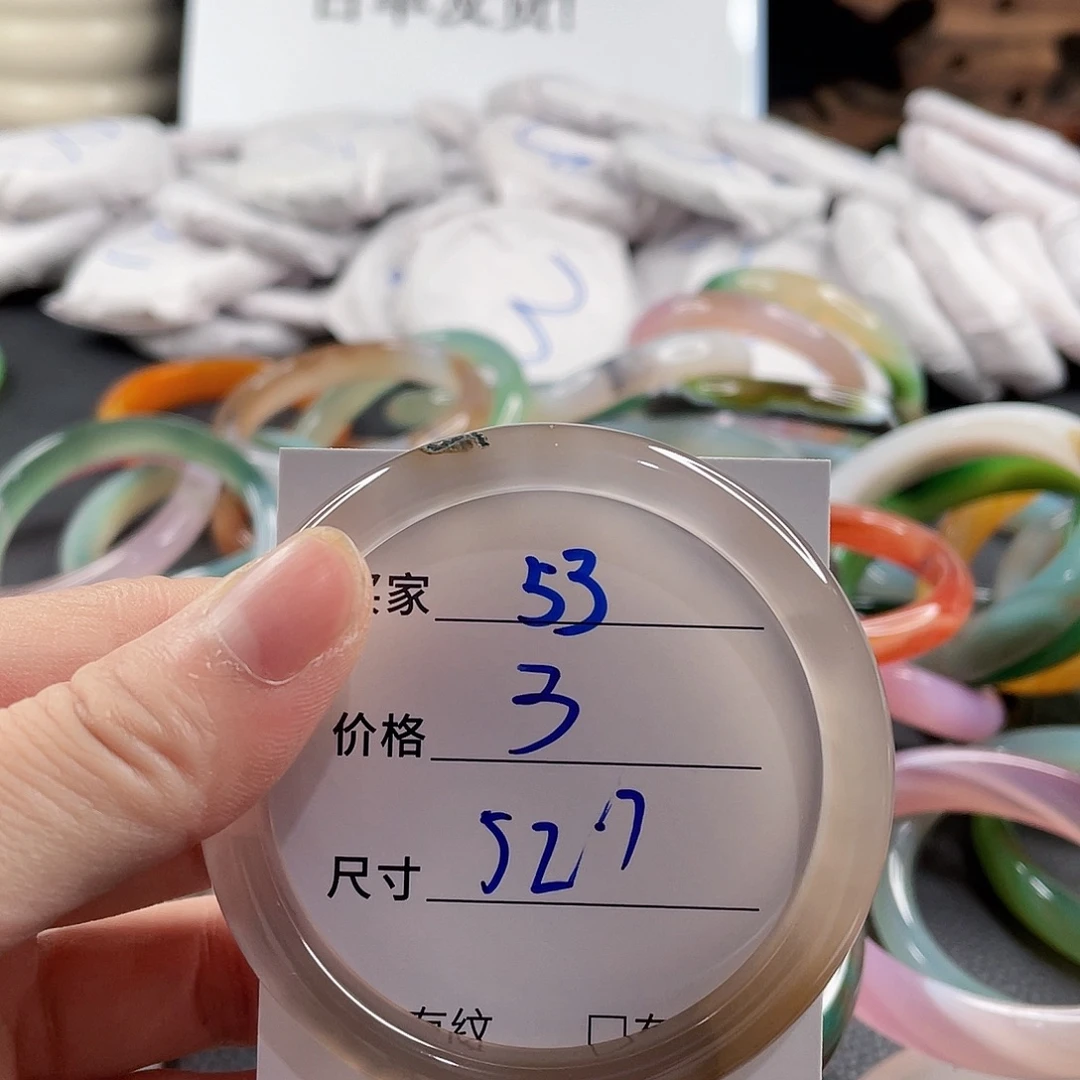 家 53
价格 3
尺寸 52.7
有纹